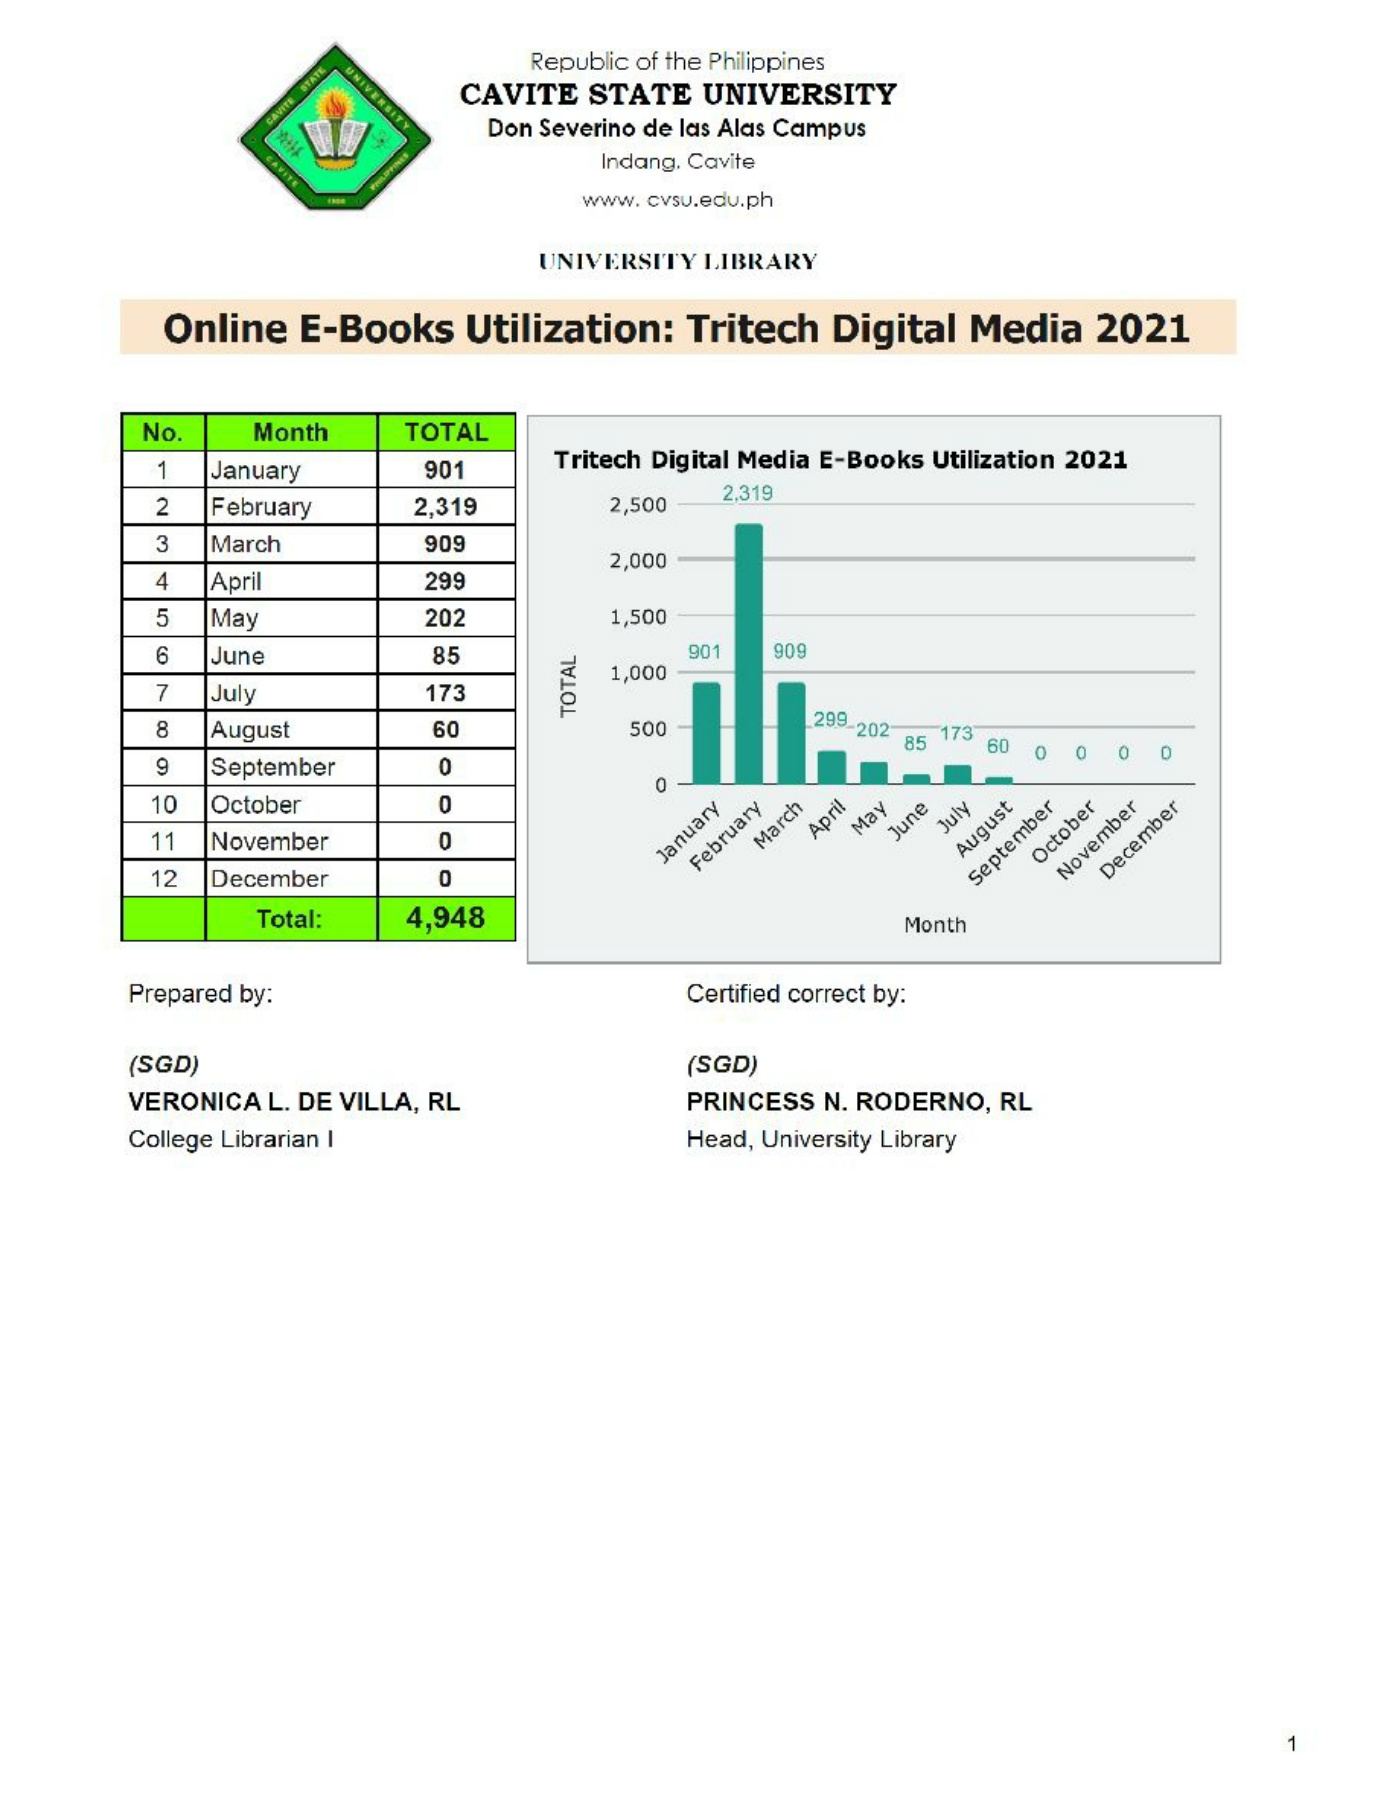 CAVITE STATE UNIVERSITY
CAVITE PHILIPPINES
1906
Republic of the Philippines
CAVITE STATE UNIVERSITY
Don Severino de las Alas Campus
Indang, Cavite
www. cvsu.edu.ph
UNIVERSITY LIBRARY
Online E-Books Utilization: Tritech Digital Media 2021
No. Month TOTAL
1 January 901
2 February 2,319
3 March 909
4 April 299
5 May 202
6 June 85
7 July 173
8 August 60
9 September 0
10 October 0
11 November 0
12 December 0
Total: 4,948
Tritech Digital Media E-Books Utilization 2021
2,319
2,500
2,000
1,500
901 909
1,000
TOTAL
299 202 85 173 60 0 0 0 0
500
0
January February March April May June July August September October November December
Month
Prepared by: Certified correct by:
(SGD) (SGD)
VERONICA L. DE VILLA, RL PRINCESS N. RODERNO, RL
College Librarian I Head, University Library
1